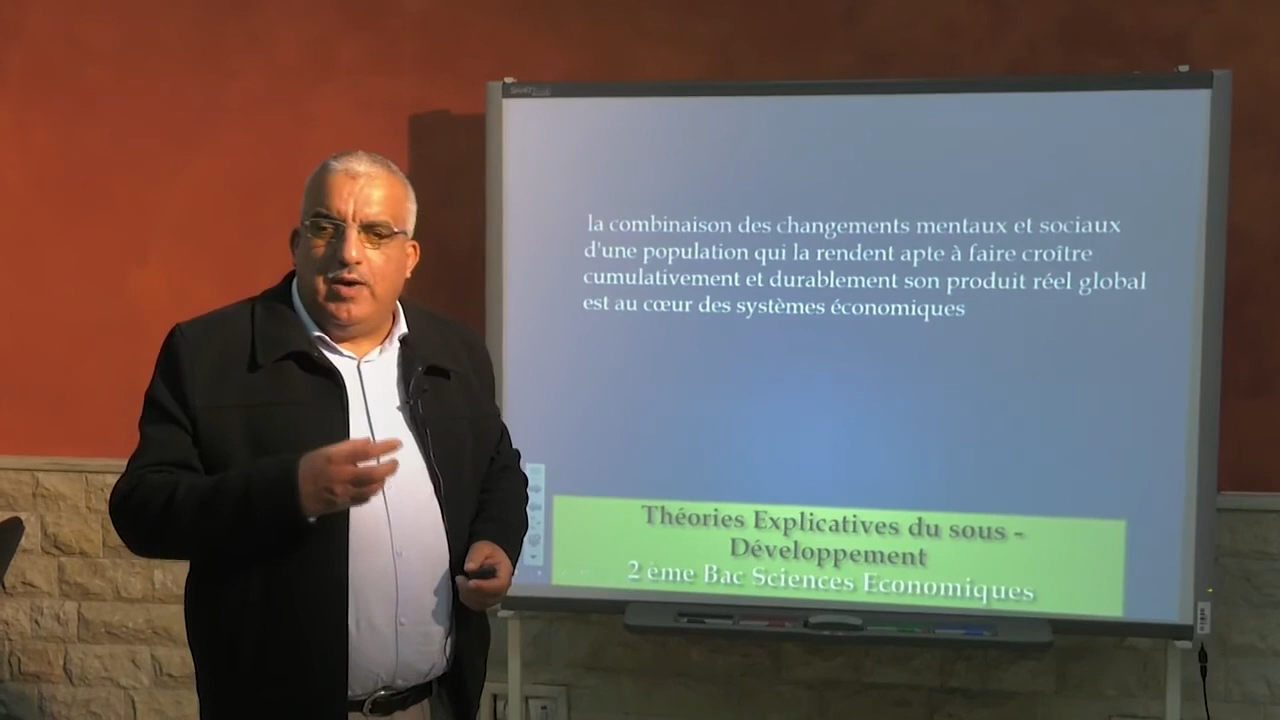 SMART
la combinaison des changements mentaux et sociaux
d'une population qui la rendent apte à faire croître
cumulativement et durablement son produit réel global
est au cœur des systèmes économiques
Théories Explicatives du sous -
Développement
2 ème Bac Sciences Economiques